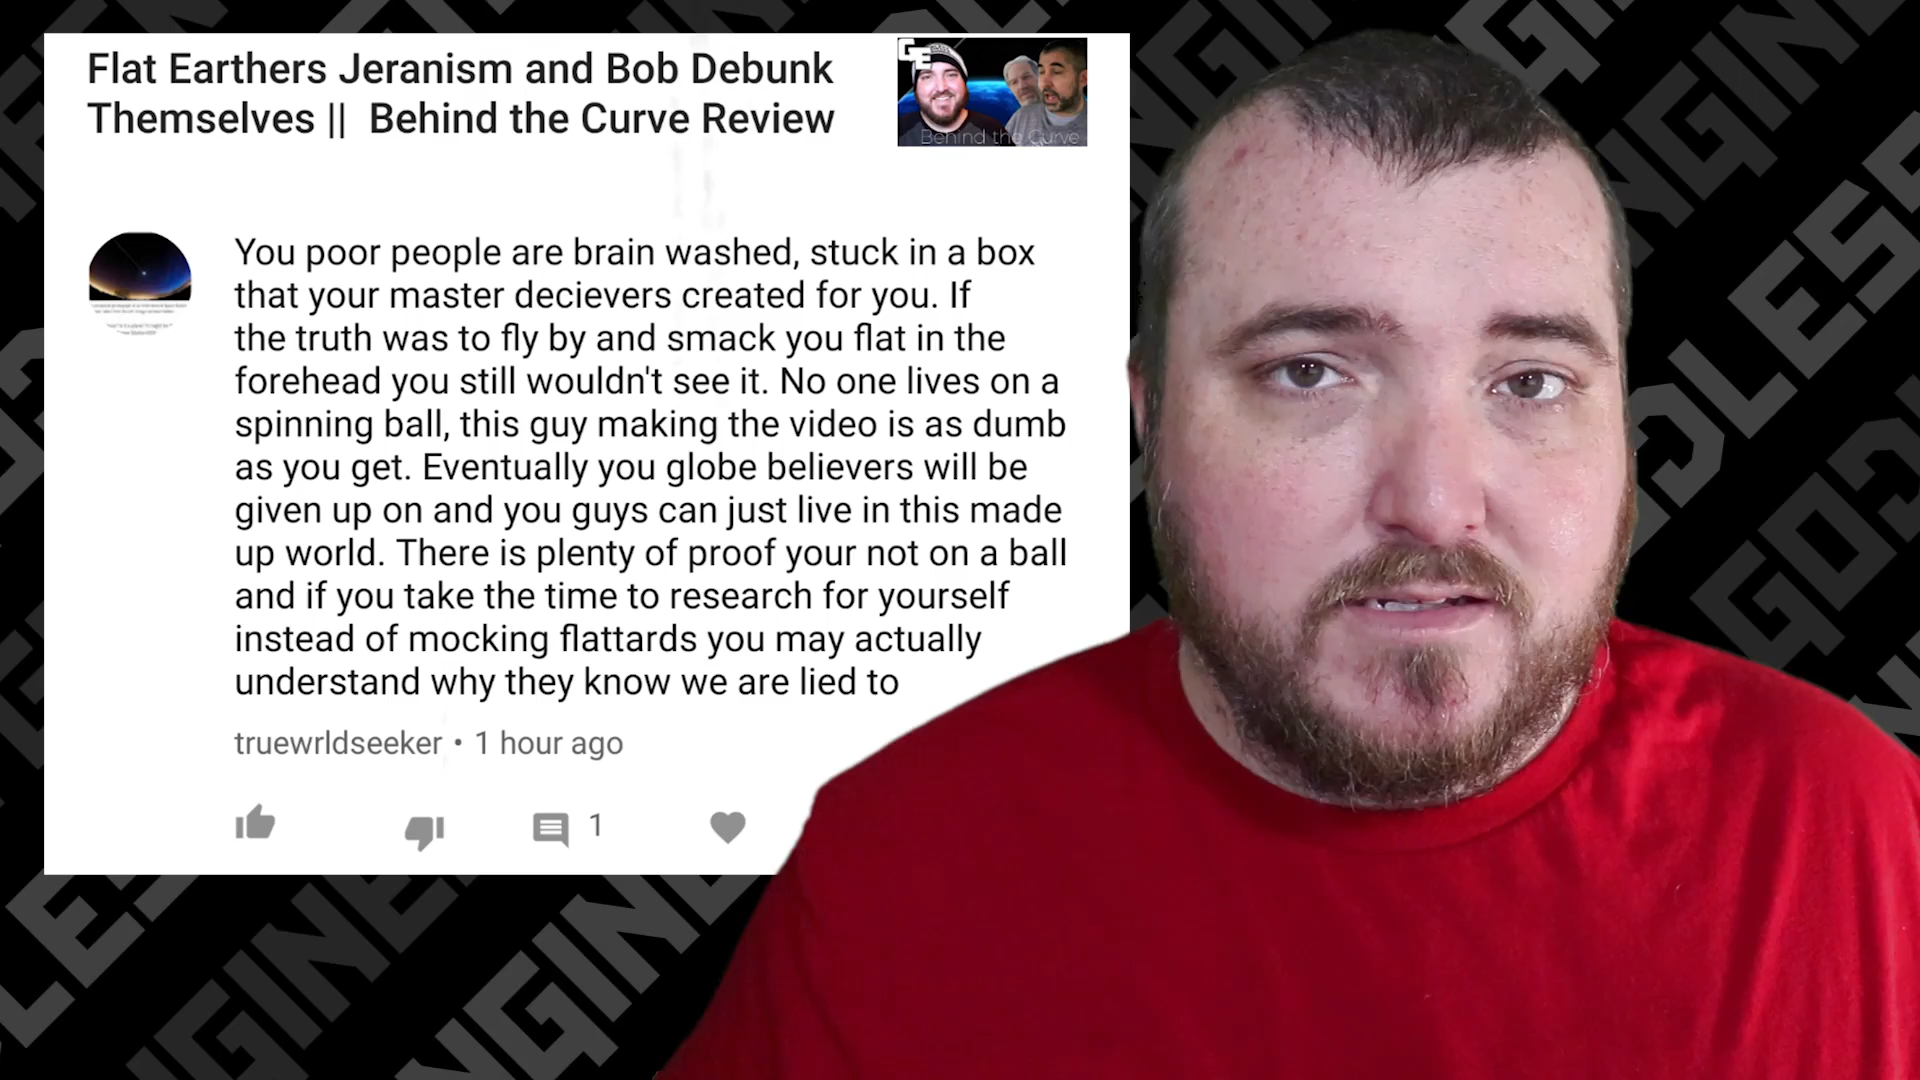 Flat Earthers Jeranism and Bob Debunk
Themselves ||  Behind the Curve Review
GE
Behind the Curve
You poor people are brain washed, stuck in a box
that your master decievers created for you. If
the truth was to fly by and smack you flat in the
forehead you still wouldn't see it. No one lives on a
spinning ball, this guy making the video is as dumb
as you get. Eventually you globe believers will be
given up on and you guys can just live in this made
up world. There is plenty of proof your not on a ball
and if you take the time to research for yourself
instead of mocking flattards you may actually
understand why they know we are lied to
truewrldseeker • 1 hour ago
1